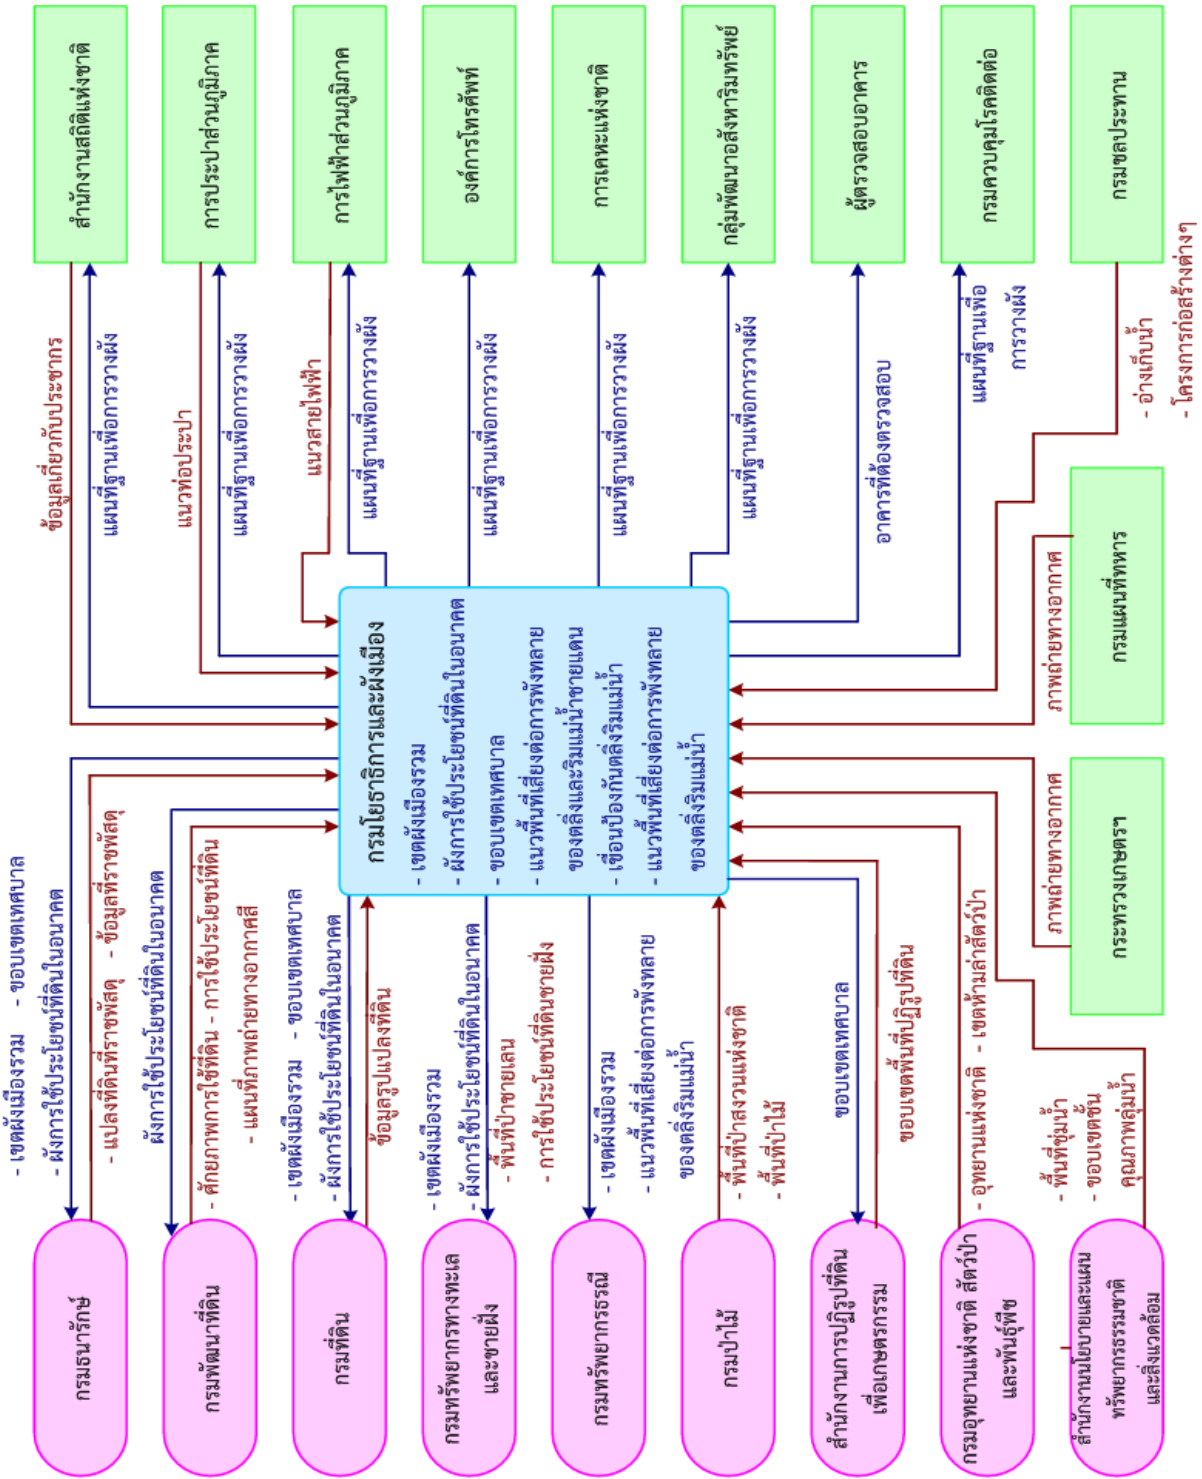 สำนักงานสถิติแห่งชาติ
การประปาส่วนภูมิภาค
การไฟฟ้าส่วนภูมิภาค
องค์การโทรศัพท์
การเคหะแห่งชาติ
กลุ่มพัฒนาอสังหาริมทรัพย์
ผู้ตรวจสอบอาคาร
กรมควบคุมโรคติดต่อ
กรมชลประทาน
ข้อมูลเกี่ยวกับประชากร
แผนที่ฐานเพื่อการวางผัง
แนวท่อประปา
แผนที่ฐานเพื่อการวางผัง
แนวสายไฟฟ้า
แผนที่ฐานเพื่อการวางผัง
แผนที่ฐานเพื่อการวางผัง
แผนที่ฐานเพื่อการวางผัง
แผนที่ฐานเพื่อการวางผัง
อาคารที่ต้องตรวจสอบ
แผนที่ฐานเพื่อ
การวางผัง
- อ่างเก็บน้ำ
- โครงการก่อสร้างต่างๆ
กรมโยธาธิการและผังเมือง
- เขตผังเมืองรวม
- ผังการใช้ประโยชน์ที่ดินในอนาคต
- ขอบเขตเทศบาล
- แนวพื้นที่เสี่ยงต่อการพังทลาย
ของตลิ่งและริมแม่น้ำชายแดน
- เขื่อนป้องกันตลิ่งริมแม่น้ำ
- แนวพื้นที่เสี่ยงต่อการพังทลาย
ของตลิ่งริมแม่น้ำ
ภาพถ่ายทางอากาศ
กรมแผนที่ทหาร
ภาพถ่ายทางอากาศ
กระทรวงเกษตรฯ
- เขตผังเมืองรวม - ขอบเขตเทศบาล
- ผังการใช้ประโยชน์ที่ดินในอนาคต
- แปลงที่ดินที่ราชพัสดุ - ข้อมูลที่ราชพัสดุ
ผังการใช้ประโยชน์ที่ดินในอนาคต
- ศักยภาพการใช้ที่ดิน - การใช้ประโยชน์ที่ดิน
- แผนที่ภาพถ่ายทางอากาศสี
- เขตผังเมืองรวม - ขอบเขตเทศบาล
- ผังการใช้ประโยชน์ที่ดินในอนาคต
ข้อมูลรูปแปลงที่ดิน
- เขตผังเมืองรวม
- ผังการใช้ประโยชน์ที่ดินในอนาคต
- พื้นที่ป่าชายเลน
- การใช้ประโยชน์ที่ดินชายฝั่ง
- เขตผังเมืองรวม
- แนวพื้นที่เสี่ยงต่อการพังทลาย
ของตลิ่งริมแม่น้ำ
- พื้นที่ป่าสงวนแห่งชาติ
- พื้นที่ป่าไม้
ขอบเขตเทศบาล
ขอบเขตพื้นที่ปฏิรูปที่ดิน
- อุทยานแห่งชาติ - เขตห้ามล่าสัตว์ป่า
- พื้นที่ชุ่มน้ำ
- ขอบเขตชั้น
คุณภาพลุ่มน้ำ
กรมธนารักษ์
กรมพัฒนาที่ดิน
กรมที่ดิน
กรมทรัพยากรทางทะเล
และชายฝั่ง
กรมทรัพยากรธรณี
กรมป่าไม้
สำนักงานการปฏิรูปที่ดิน
เพื่อเกษตรกรรม
กรมอุทยานแห่งชาติ สัตว์ป่า
และพันธุ์พืช
สำนักงานนโยบายและแผน
ทรัพยากรธรรมชาติ
และสิ่งแวดล้อม